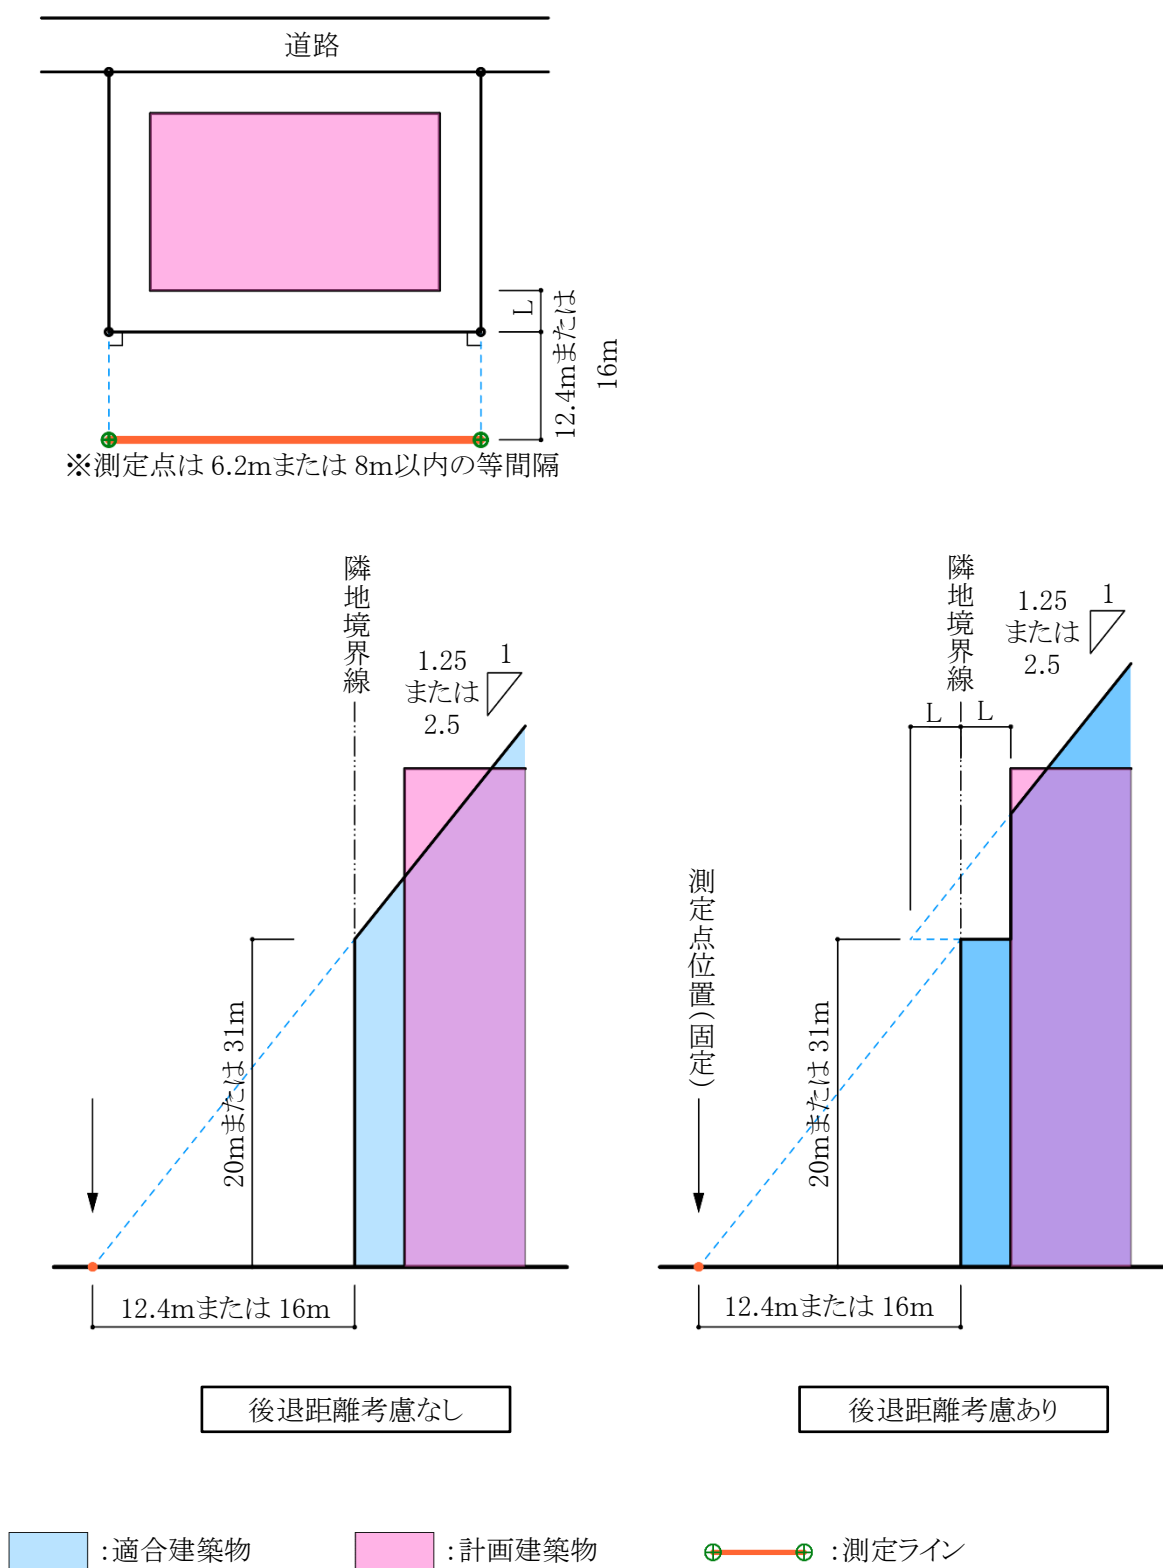 道路
L
12.4mまたは
16m
※測定点は 6.2mまたは 8m以内の等間隔
隣地境界線
1.25
または
2.5
1
20mまたは 31m
12.4mまたは 16m
後退距離考慮なし
隣地境界線
1.25
または
2.5
1
L
L
測定点位置(固定)
20mまたは 31m
12.4mまたは 16m
後退距離考慮あり
:適合建築物
:計画建築物
:測定ライン